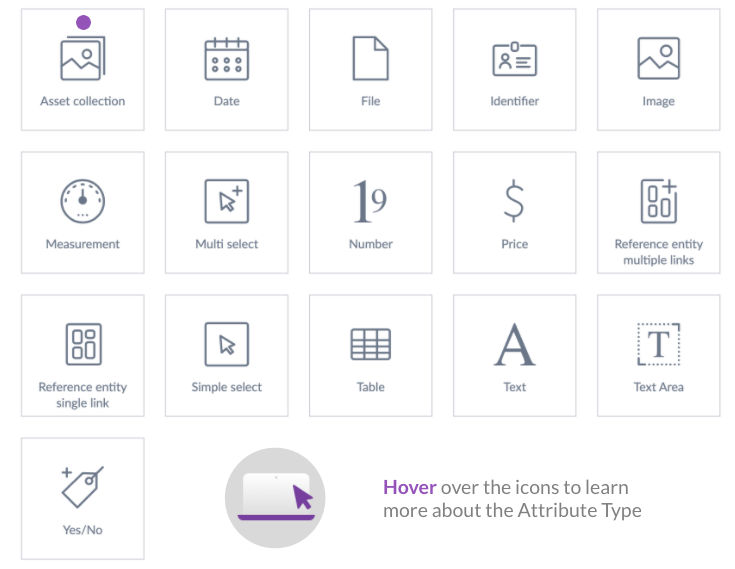 Asset collection
Date
File
Identifier
Image
Measurement
Multi select
19
Number
$
Price
Reference entity
multiple links
Reference entity
single link
Simple select
Table
A
Text
T
Text Area
Yes/No
Hover over the icons to learn
more about the Attribute Type